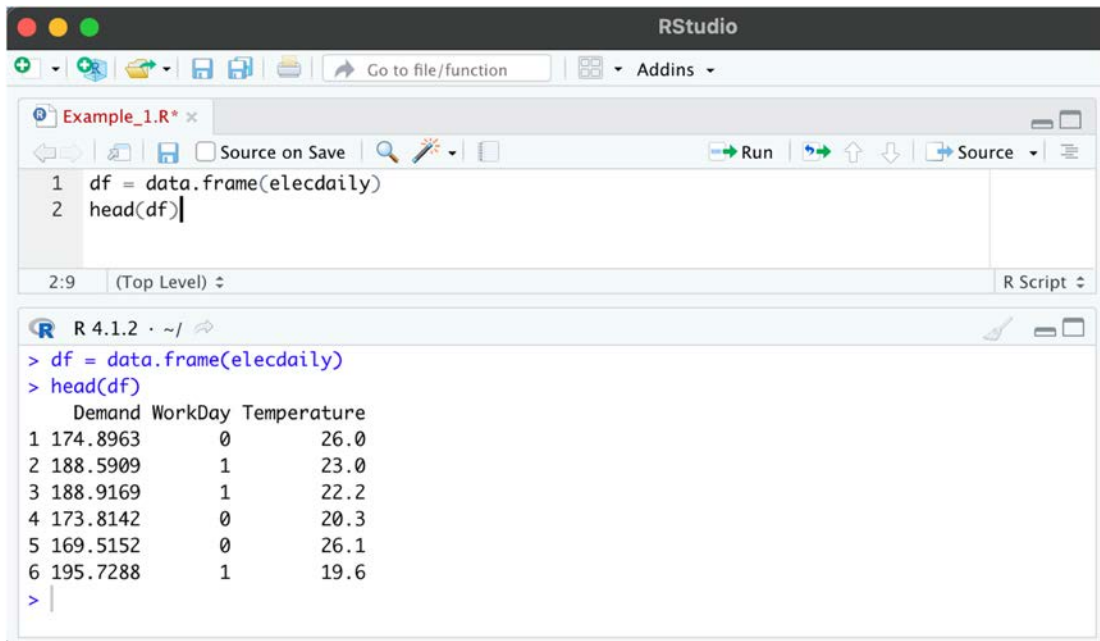 RStudio
Go to file/function Addins
Example_1.R*
Source on Save Run Source
1 df = data.frame(elecdaily)
2 head(df)
2:9 (Top Level) R Script
R R 4.1.2 · ~/
> df = data.frame(elecdaily)
> head(df)
Demand WorkDay Temperature
1 174.8963 0 26.0
2 188.5909 1 23.0
3 188.9169 1 22.2
4 173.8142 0 20.3
5 169.5152 0 26.1
6 195.7288 1 19.6
>